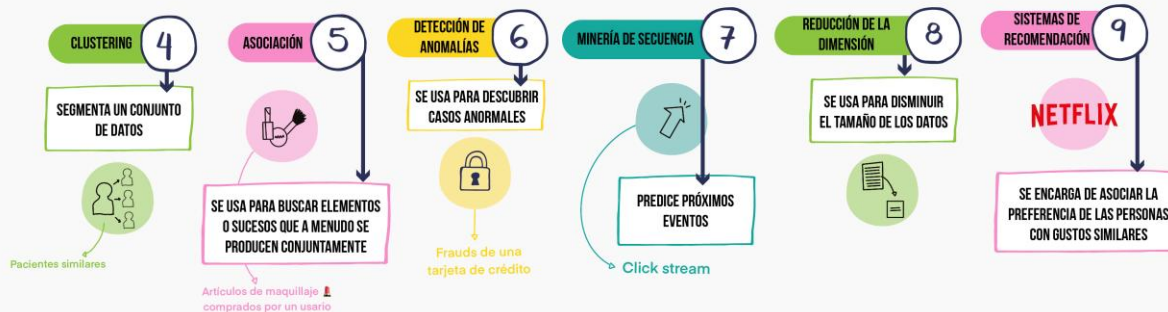 CLUSTERING
4
SEGMENTA UN CONJUNTO
DE DATOS
Pacientes similares
ASOCIACIÓN
5
SE USA PARA BUSCAR ELEMENTOS
O SUCESOS QUE A MENUDO SE
PRODUCEN CONJUNTAMENTE
Artículos de maquillaje
comprados por un usario
DETECCIÓN DE
ANOMALÍAS
6
SE USA PARA DESCUBRIR
CASOS ANORMALES
Frauds de una
tarjeta de crédito
MINERÍA DE SECUENCIA
7
PREDICE PRÓXIMOS
EVENTOS
Click stream
REDUCCIÓN DE LA
DIMENSIÓN
8
SE USA PARA DISMINUIR
EL TAMAÑO DE LOS DATOS
SISTEMAS DE
RECOMENDACIÓN
9
NETFLIX
SE ENCARGA DE ASOCIAR LA
PREFERENCIA DE LAS PERSONAS
CON GUSTOS SIMILARES